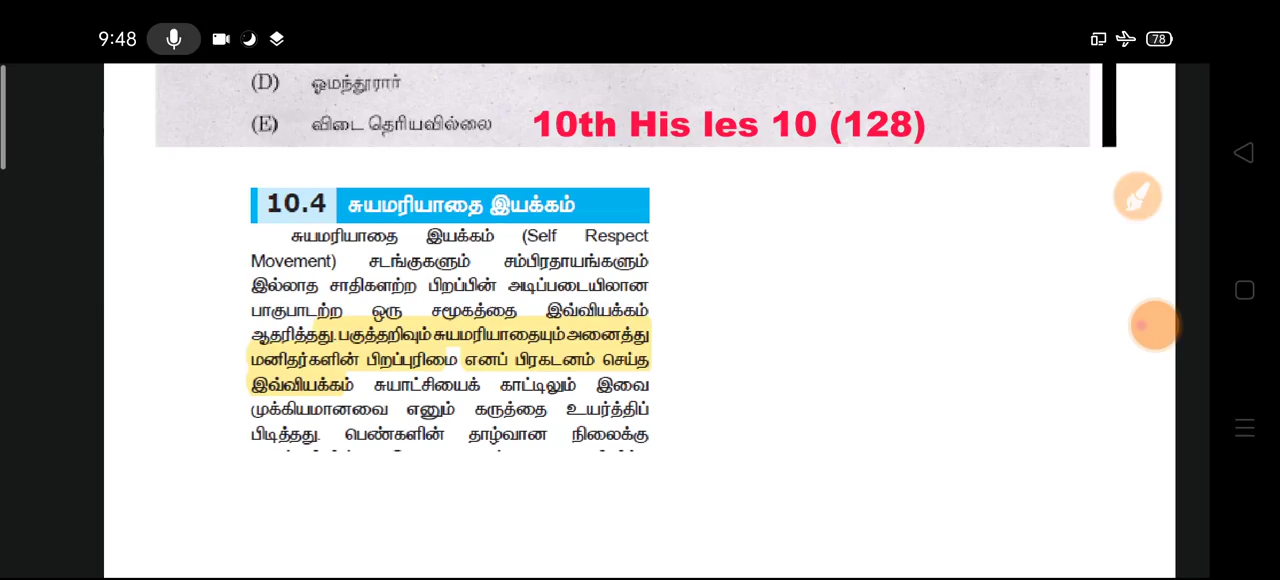 9:48
78
(D) ஓமந்தூரார்
(E) விடை தெரியவில்லை 10th His les 10 (128)
10.4 சுயமரியாதை இயக்கம்
சுயமரியாதை இயக்கம் (Self Respect
Movement) சடங்குகளும் சம்பிரதாயங்களும்
இல்லாத சாதிகளற்ற பிறப்பின் அடிப்படையிலான
பாகுபாடற்ற ஒரு சமூகத்தை இவ்வியக்கம்
ஆதரித்தது. பகுத்தறிவும் சுயமரியாதையும் அனைத்து
மனிதர்களின் பிறப்புரிமை எனப் பிரகடனம் செய்த
இவ்வியக்கம் சுயாட்சியைக் காட்டிலும் இவை
முக்கியமானவை எனும் கருத்தை உயர்த்திப்
பிடித்தது. பெண்களின் தாழ்வான நிலைக்கு